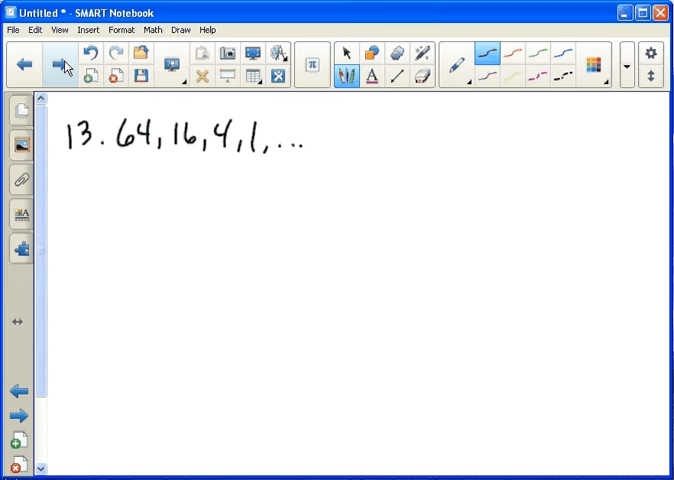 Untitled * - SMART Notebook
File Edit View Insert Format Math Draw Help
π
A
A
13. 64, 16, 4, 1, ...